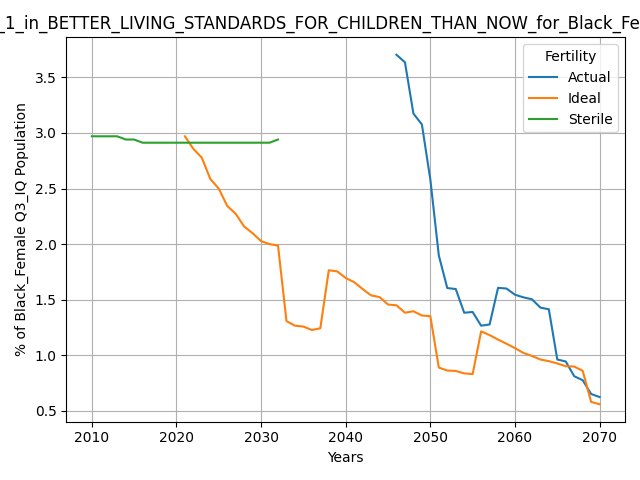 _1_in_BETTER_LIVING_STANDARDS_FOR_CHILDREN_THAN_NOW_for_Black_Fe
Fertility
Actual
Ideal
Sterile
% of Black_Female Q3_IQ Population
3.5
3.0
2.5
2.0
1.5
1.0
0.5
2010 2020 2030 2040 2050 2060 2070
Years